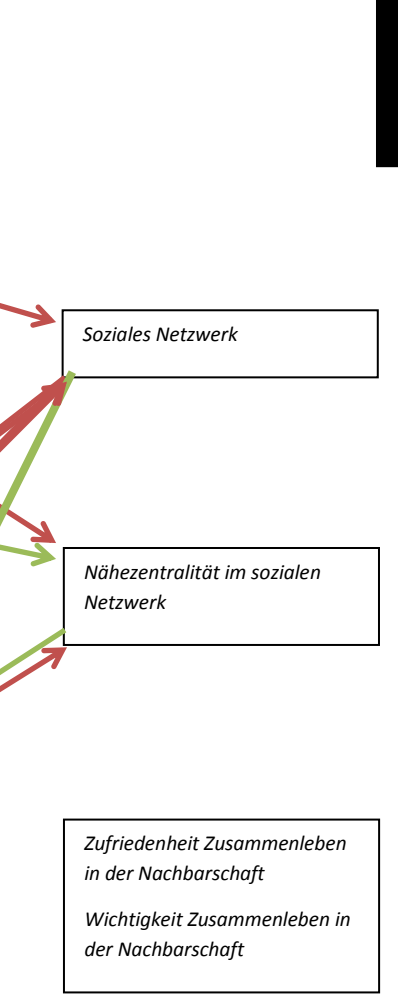 Soziales Netzwerk
Nähezentralität im sozialen
Netzwerk
Zufriedenheit Zusammenleben
in der Nachbarschaft
Wichtigkeit Zusammenleben in
der Nachbarschaft